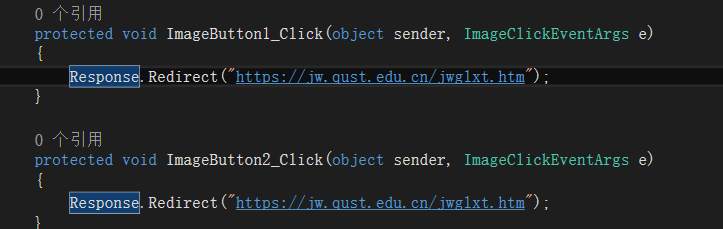 0 个引用
protected void ImageButton1_Click(object sender, ImageClickEventArgs e)
{
Response.Redirect("https://jw.qust.edu.cn/jwglxt.htm");
}
0 个引用
protected void ImageButton2_Click(object sender, ImageClickEventArgs e)
{
Response.Redirect("https://jw.qust.edu.cn/jwglxt.htm");
}